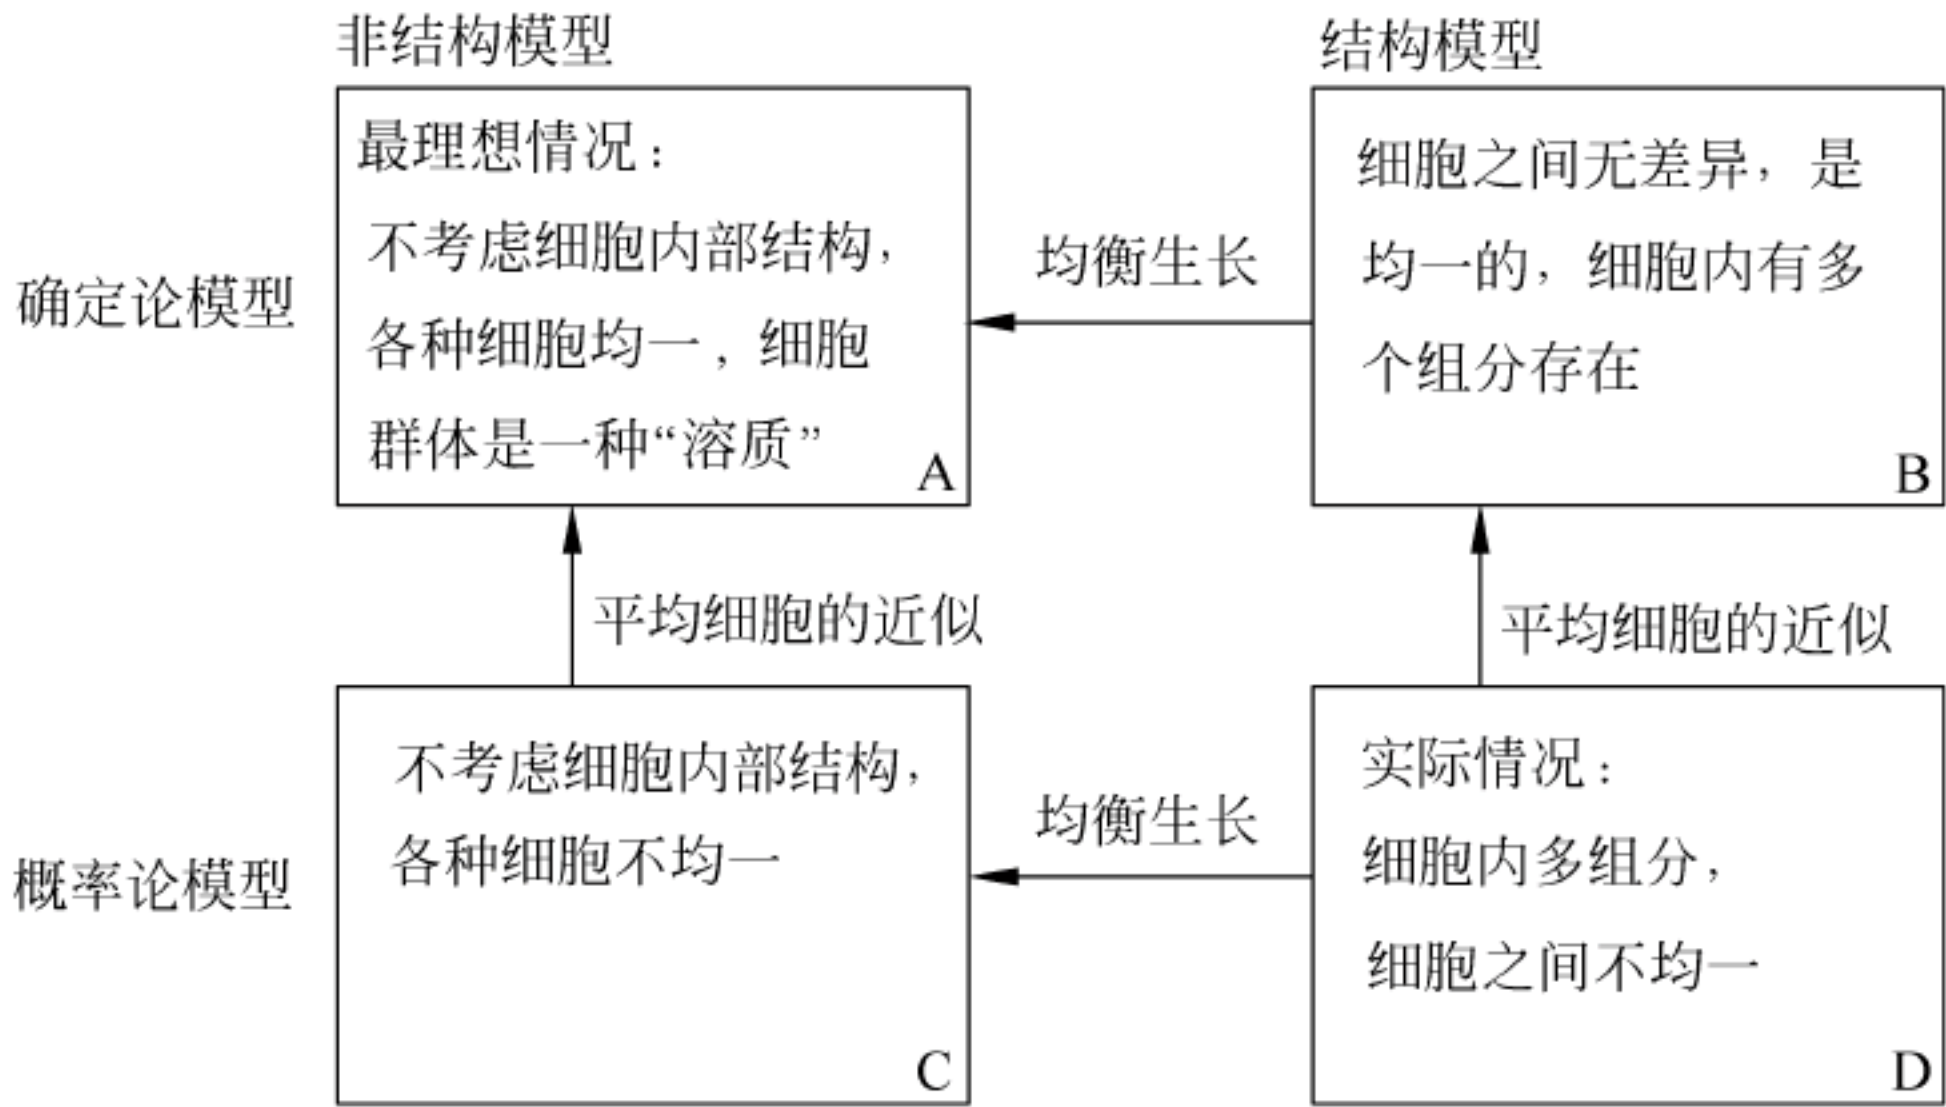 非结构模型
结构模型
确定论模型
最理想情况：
不考虑细胞内部结构，
各种细胞均一，细胞
群体是一种“溶质”
A
均衡生长
细胞之间无差异，是
均一的，细胞内有多
个组分存在
B
平均细胞的近似
平均细胞的近似
概率论模型
不考虑细胞内部结构，
各种细胞不均一
C
均衡生长
实际情况：
细胞内多组分，
细胞之间不均一
D